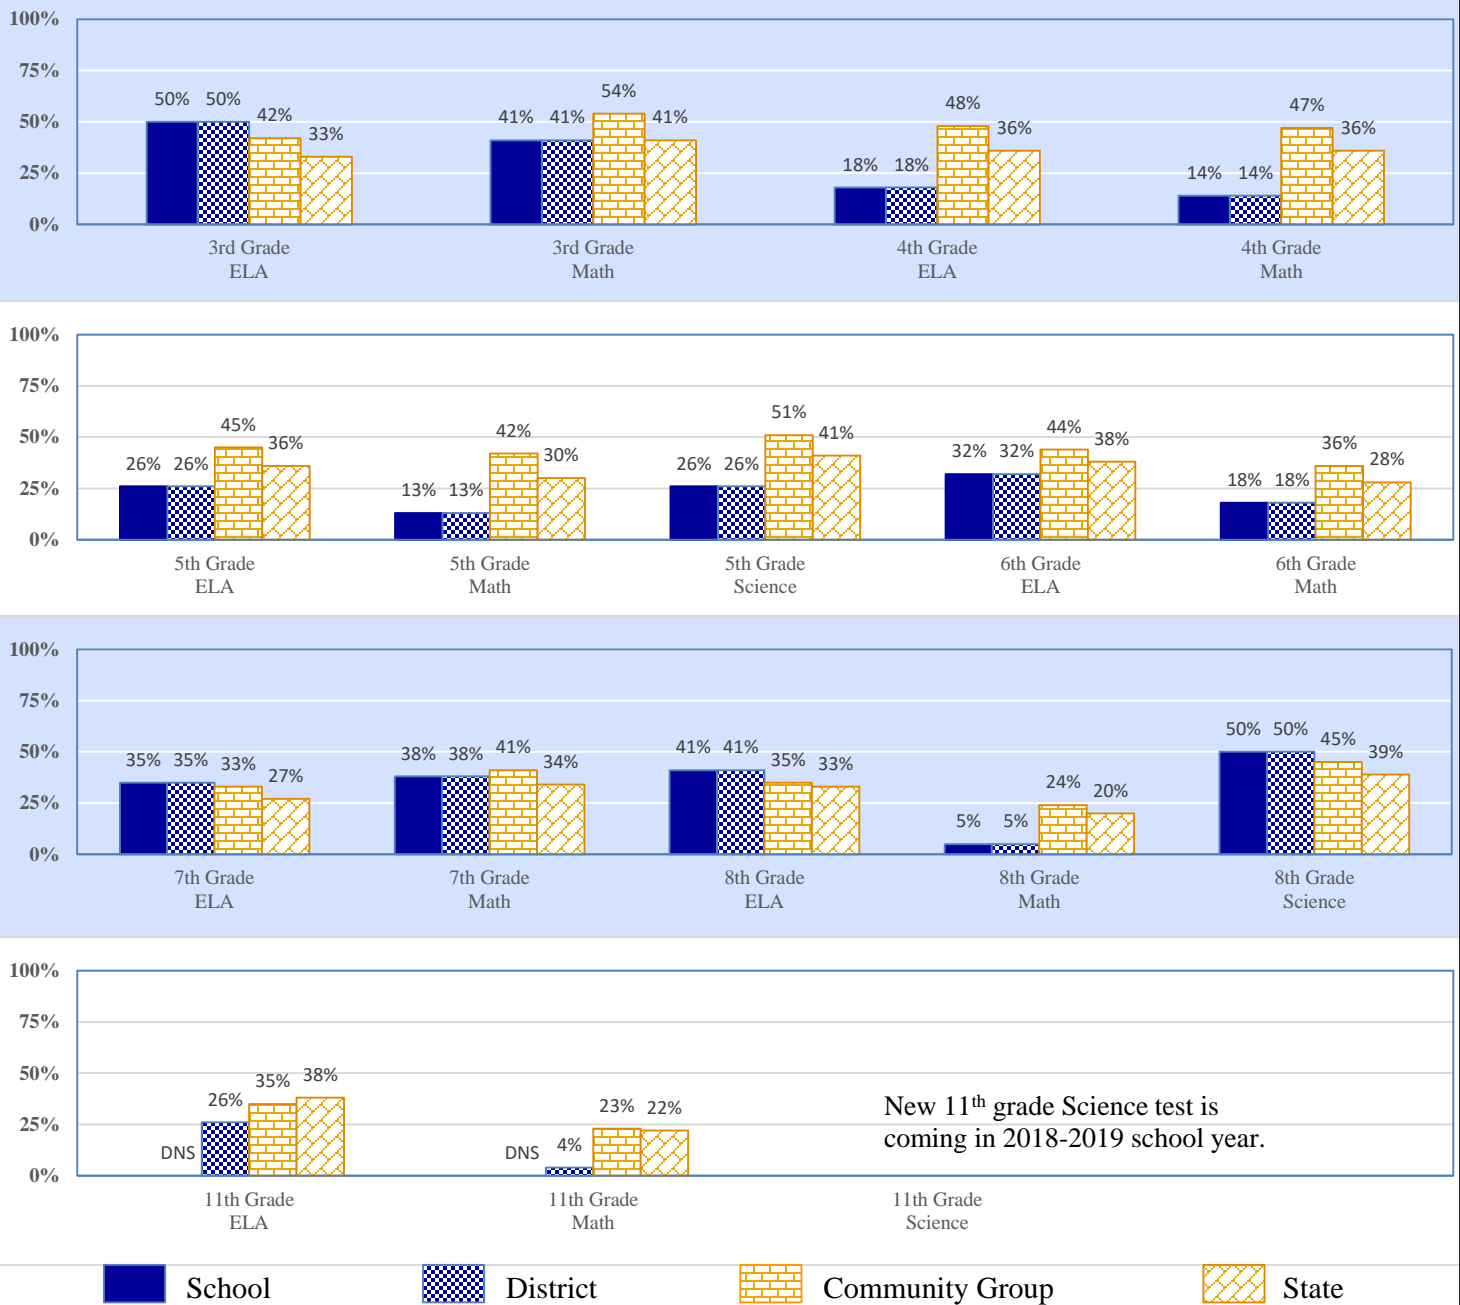 100%
75%
50%
25%
0%
50% 50% 42% 33%
41% 41% 54% 41%
18% 18% 48% 36%
14% 14% 47% 36%
3rd Grade
ELA
3rd Grade
Math
4th Grade
ELA
4th Grade
Math
100%
75%
50%
25%
0%
26% 26% 45% 36%
13% 13% 42% 30%
26% 26% 51% 41%
32% 32% 44% 38%
18% 18% 36% 28%
5th Grade
ELA
5th Grade
Math
5th Grade
Science
6th Grade
ELA
6th Grade
Math
100%
75%
50%
25%
0%
35% 35% 33% 27%
38% 38% 41% 34%
41% 41% 35% 33%
5% 5% 24% 20%
50% 50% 45% 39%
7th Grade
ELA
7th Grade
Math
8th Grade
ELA
8th Grade
Math
8th Grade
Science
100%
75%
50%
25%
0%
DNS 26% 35% 38%
DNS 4% 23% 22%
New 11th grade Science test is
coming in 2018-2019 school year.
11th Grade
ELA
11th Grade
Math
11th Grade
Science
School District Community Group State